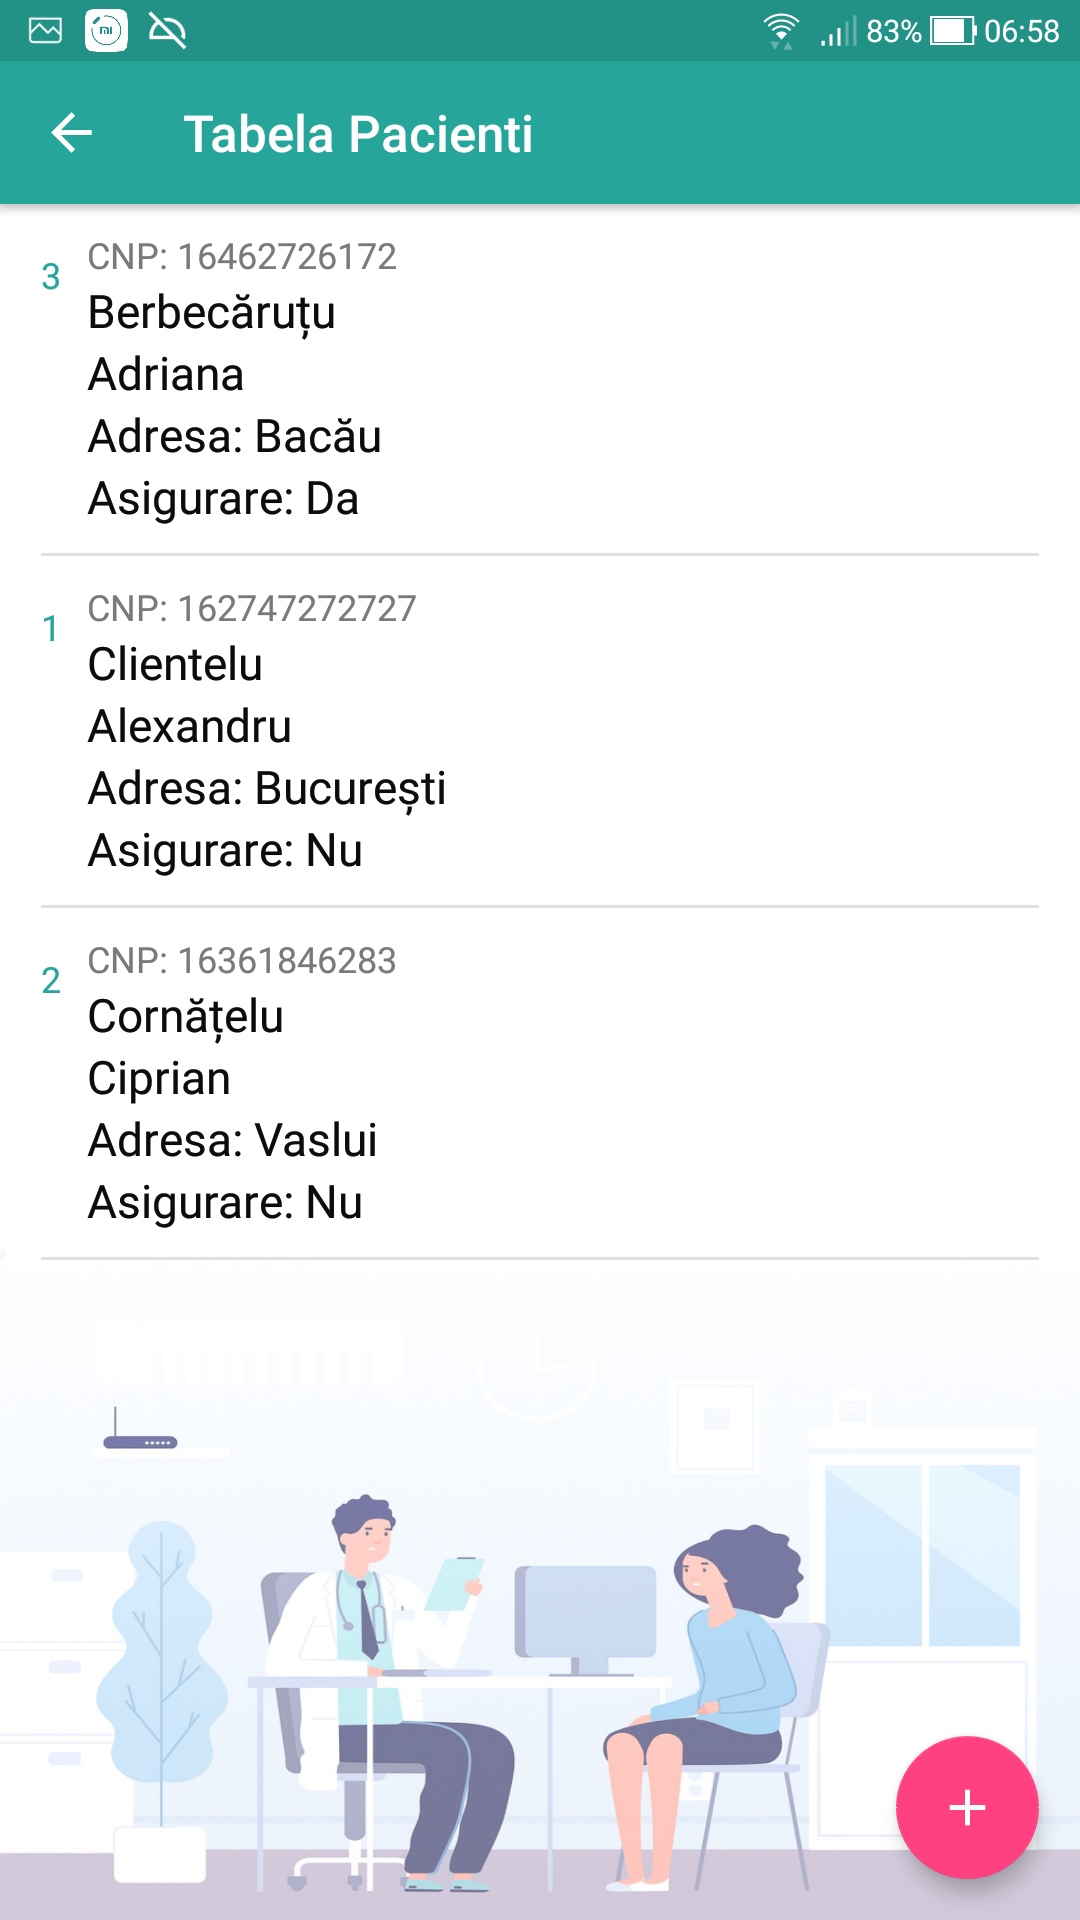 83% 06:58
Tabela Pacienti
3
CNP: 16462726172
Berbecăruțu
Adriana
Adresa: Bacău
Asigurare: Da
1
CNP: 162747272727
Clientelu
Alexandru
Adresa: București
Asigurare: Nu
2
CNP: 16361846283
Cornățelu
Ciprian
Adresa: Vaslui
Asigurare: Nu